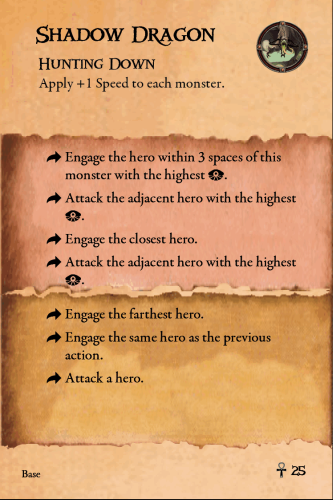 Shadow Dragon
Hunting Down
Apply +1 Speed to each monster.
Engage the hero within 3 spaces of this
monster with the highest .
Attack the adjacent hero with the highest
.
Engage the closest hero.
Attack the adjacent hero with the highest
.
Engage the farthest hero.
Engage the same hero as the previous
action.
Attack a hero.
Base
25